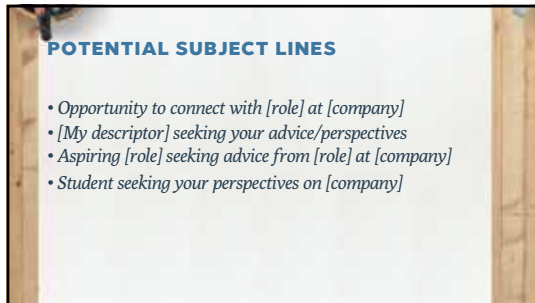 POTENTIAL SUBJECT LINES
• Opportunity to connect with [role] at [company]
• [My descriptor] seeking your advice/perspectives
• Aspiring [role] seeking advice from [role] at [company]
• Student seeking your perspectives on [company]